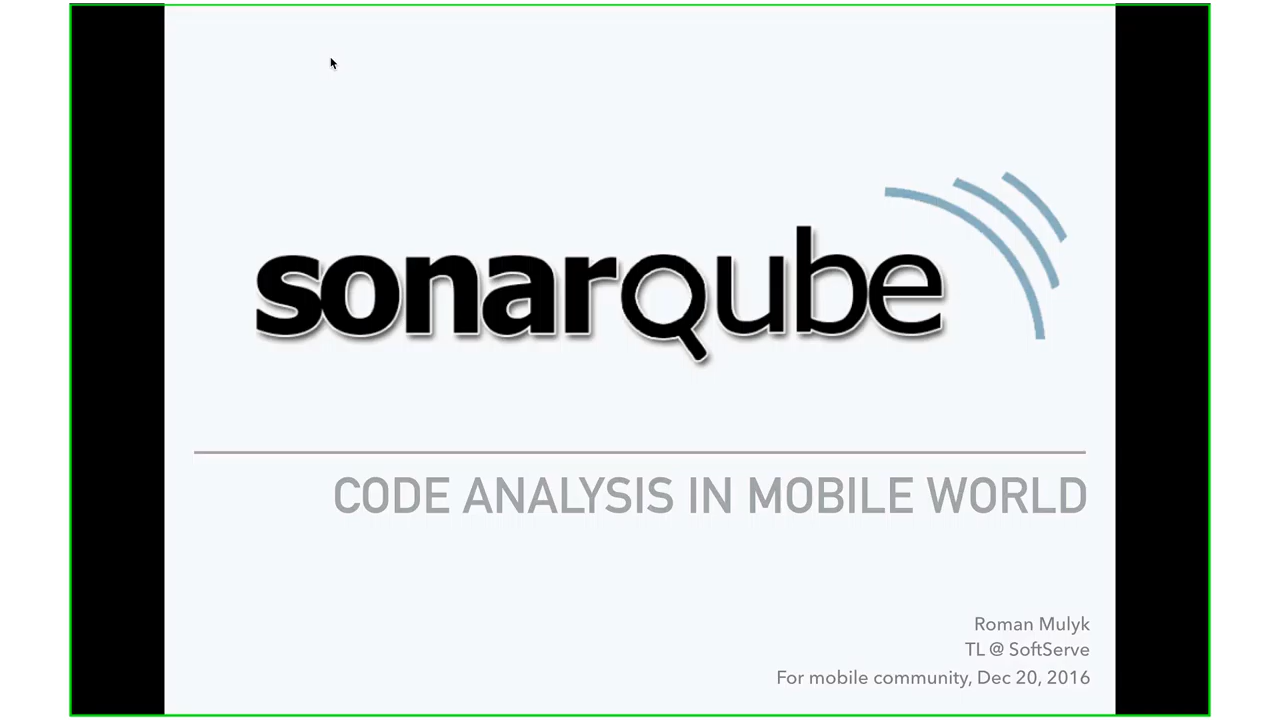 sonarqube
CODE ANALYSIS IN MOBILE WORLD
Roman Mulyk
TL @ SoftServe
For mobile community, Dec 20, 2016